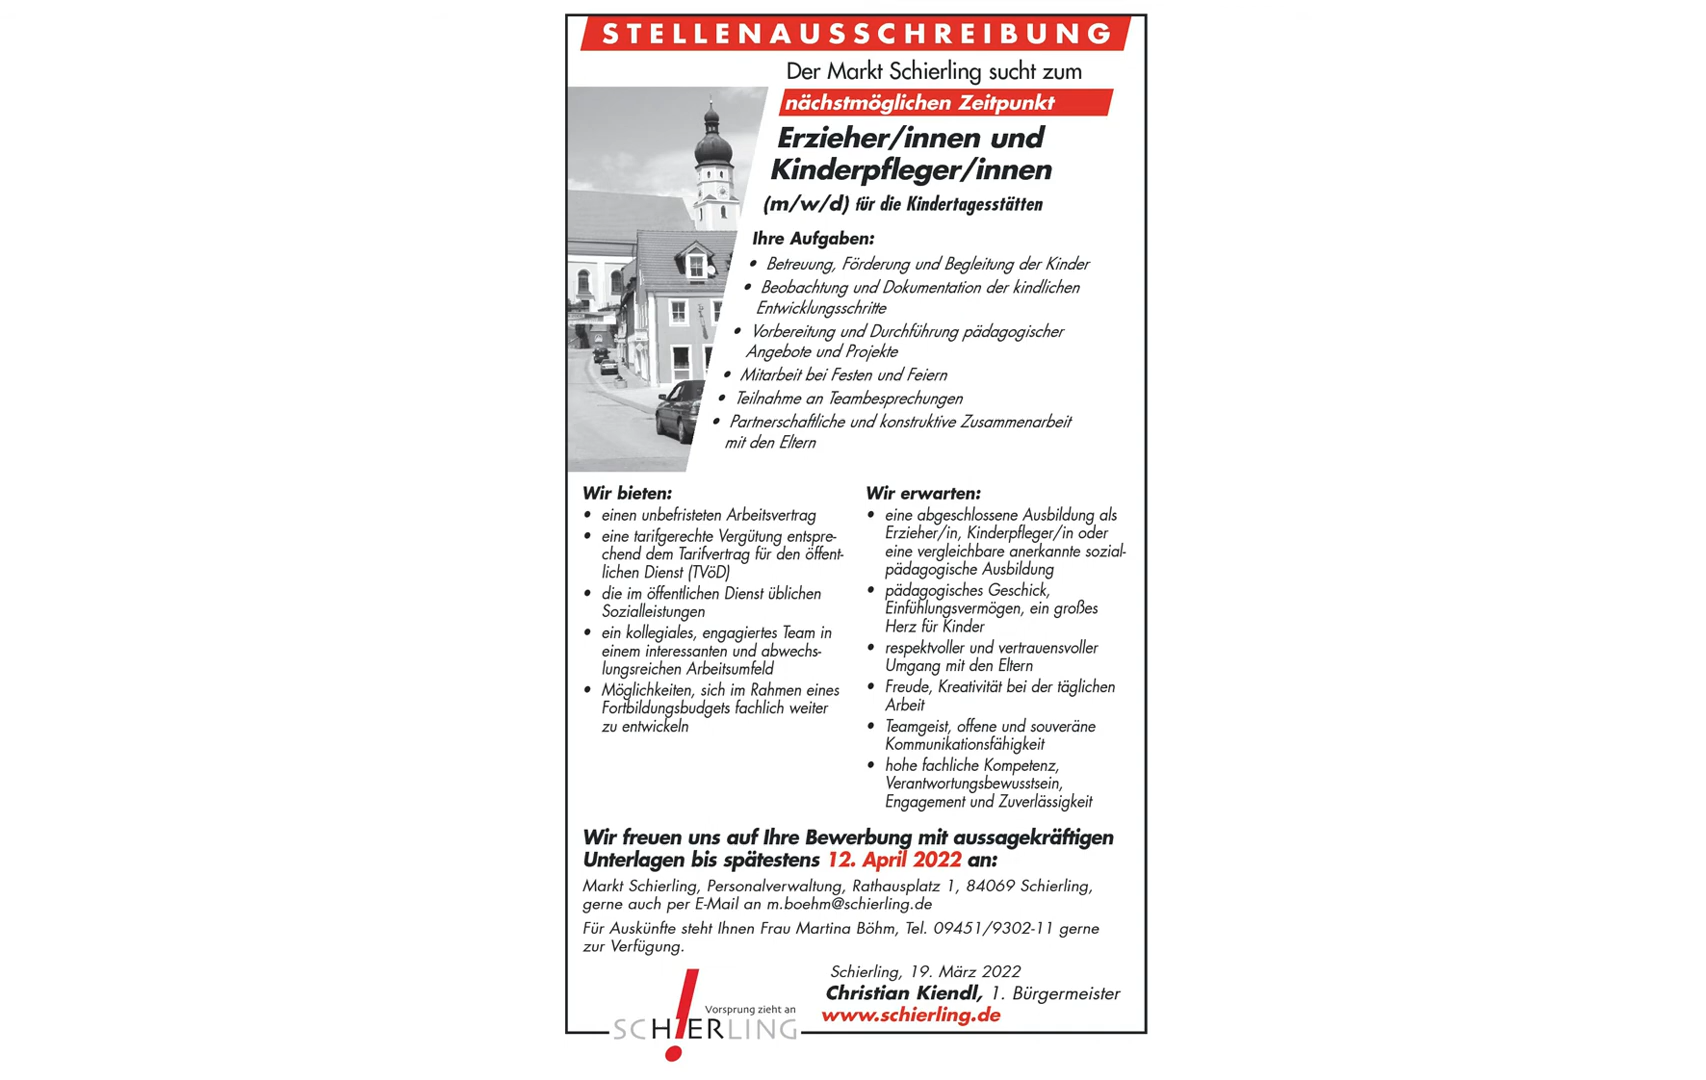 STELLENAUSSCHREIBUNG
Der Markt Schierling sucht zum
nächstmöglichen Zeitpunkt
Erzieher/innen und
Kinderpfleger/innen
(m/w/d) für die Kindertagesstätten
Ihre Aufgaben:
• Betreuung, Förderung und Begleitung der Kinder
• Beobachtung und Dokumentation der kindlichen
Entwicklungsschritte
• Vorbereitung und Durchführung pädagogischer
Angebote und Projekte
• Mitarbeit bei Festen und Feiern
• Teilnahme an Teambesprechungen
• Partnerschaftliche und konstruktive Zusammenarbeit
mit den Eltern
Wir bieten:
• einen unbefristeten Arbeitsvertrag
• eine tarifgerechte Vergütung entspre-
chend dem Tarifvertrag für den öffent-
lichen Dienst (TVöD)
• die im öffentlichen Dienst üblichen
Sozialleistungen
• ein kollegiales, engagiertes Team in
einem interessanten und abwechs-
lungsreichen Arbeitsumfeld
• Möglichkeiten, sich im Rahmen eines
Fortbildungsbudgets fachlich weiter
zu entwickeln
Wir erwarten:
• eine abgeschlossene Ausbildung als
Erzieher/in, Kinderpfleger/in oder
eine vergleichbare anerkannte sozial-
pädagogische Ausbildung
• pädagogisches Geschick,
Einfühlungsvermögen, ein großes
Herz für Kinder
• respektvoller und vertrauensvoller
Umgang mit den Eltern
• Freude, Kreativität bei der täglichen
Arbeit
• Teamgeist, offene und souveräne
Kommunikationsfähigkeit
• hohe fachliche Kompetenz,
Verantwortungsbewusstsein,
Engagement und Zuverlässigkeit
Wir freuen uns auf Ihre Bewerbung mit aussagekräftigen
Unterlagen bis spätestens 12. April 2022 an:
Markt Schierling, Personalverwaltung, Rathausplatz 1, 84069 Schierling,
gerne auch per E-Mail an m.boehm@schierling.de
Für Auskünfte steht Ihnen Frau Martina Böhm, Tel. 09451/9302-11 gerne
zur Verfügung.
Schierling, 19. März 2022
Christian Kiendl, 1. Bürgermeister
www.schierling.de
Vorsprung zieht an
SCH!ERLING